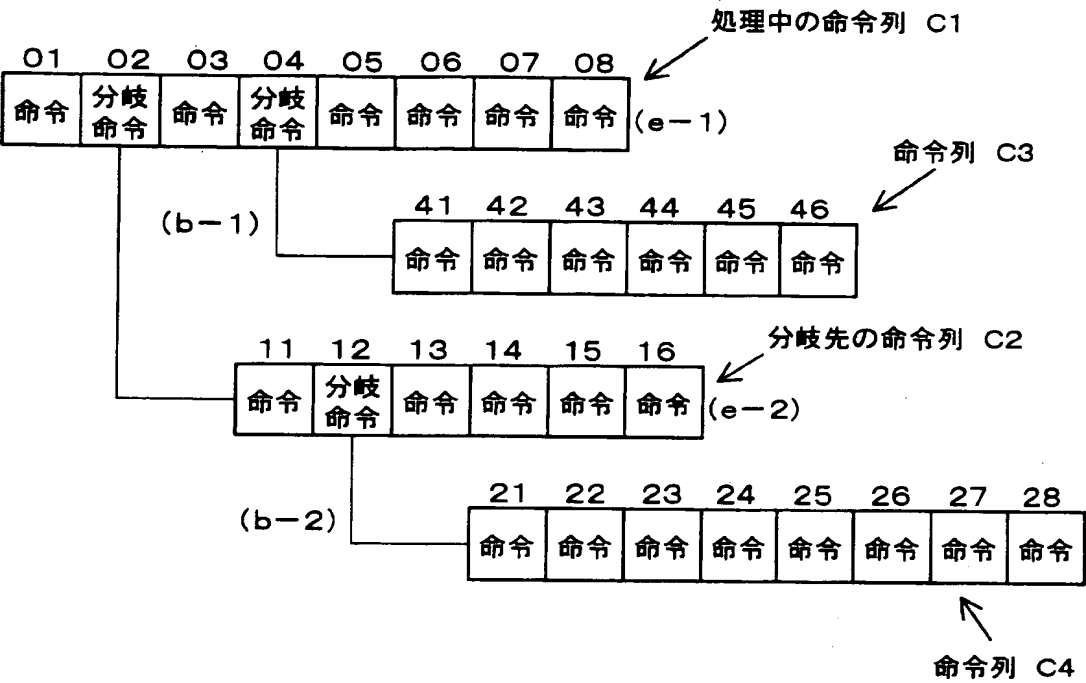 処理中の命令列 C1
01 02 03 04 05 06 07 08
命令 分岐命令 命令 分岐命令 命令 命令 命令 命令 (e-1)
命令列 C3
(b-1)
41 42 43 44 45 46
命令 命令 命令 命令 命令 命令
分岐先の命令列 C2
11 12 13 14 15 16
命令 分岐命令 命令 命令 命令 命令 (e-2)
(b-2)
21 22 23 24 25 26 27 28
命令 命令 命令 命令 命令 命令 命令 命令
命令列 C4